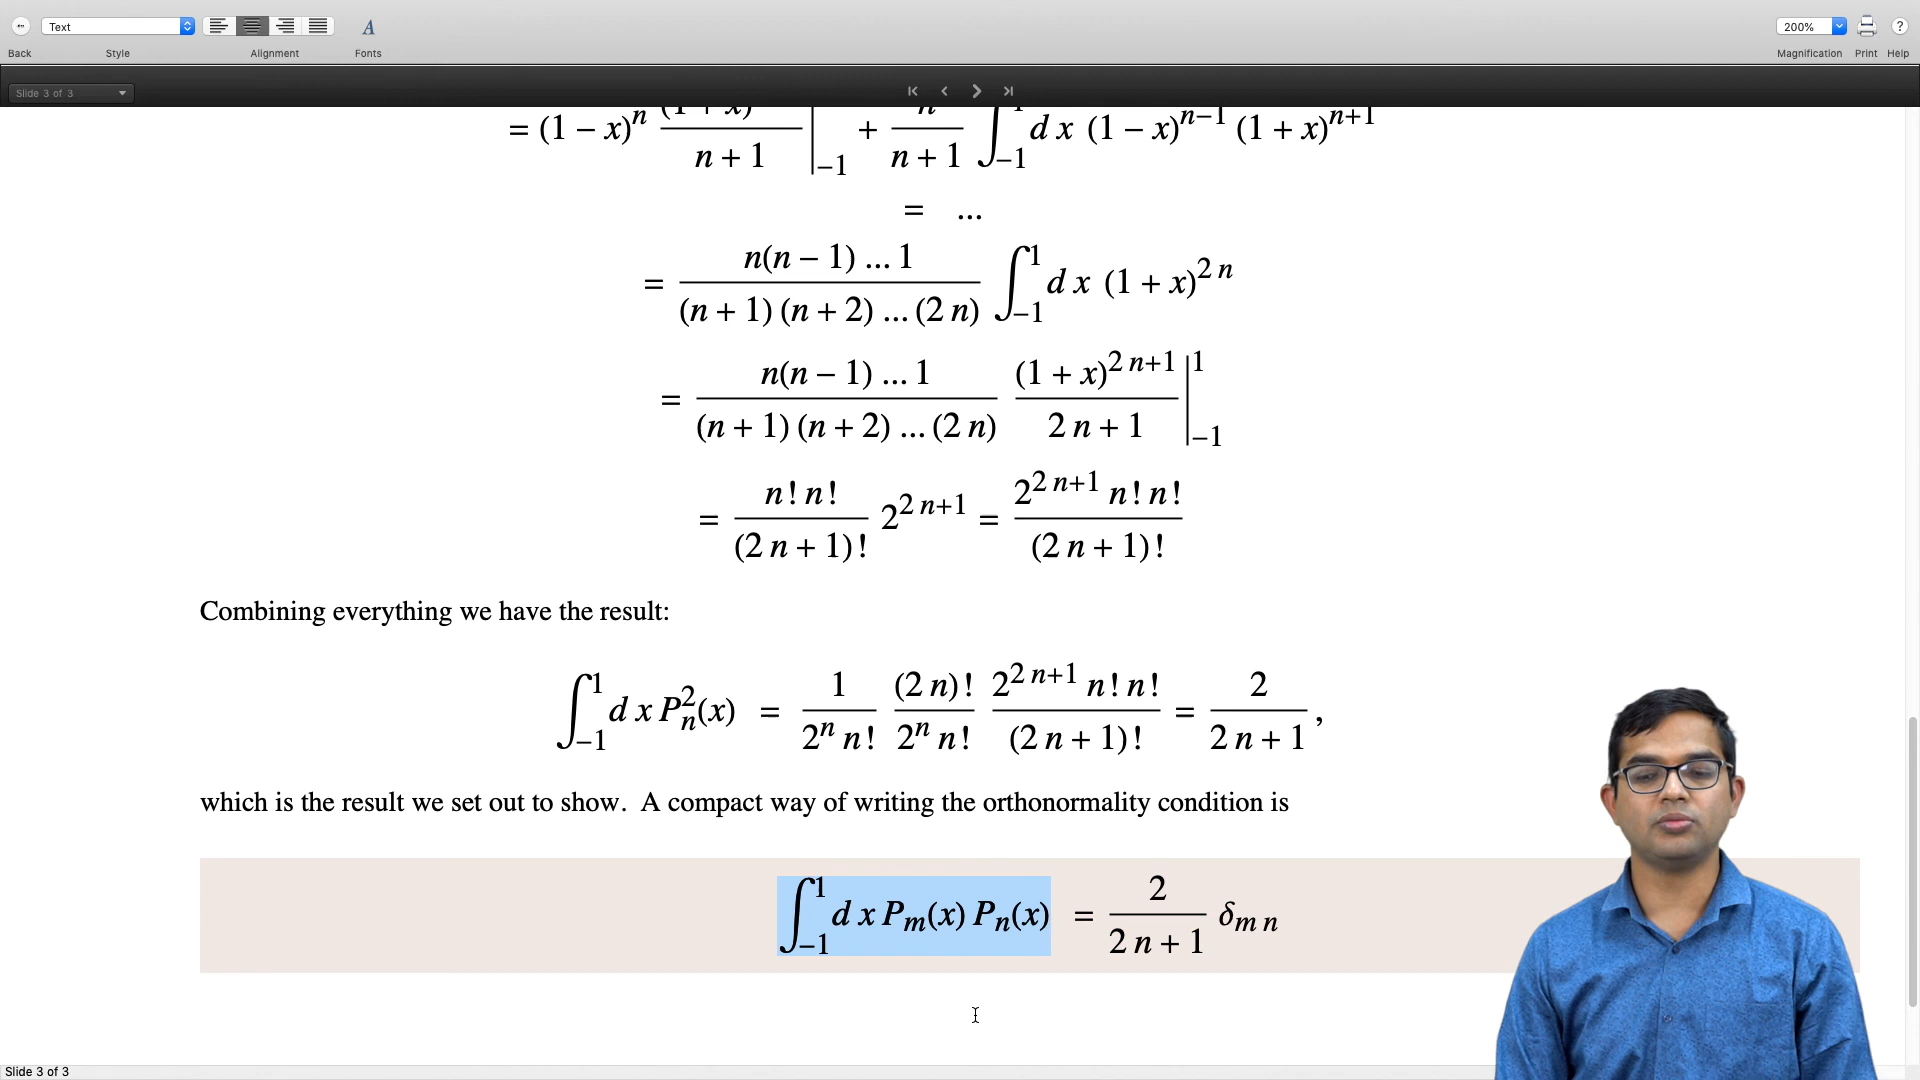 Text
200%
Back
Style
Alignment
Fonts
Magnification
Print
Help
Slide 3 of 3
= (1 − x)^n (1 + x) / (n + 1) |_{−1} + n / (n + 1) ∫_{−1}^{1} d x (1 − x)^{n−1} (1 + x)^{n+1}
= ...
= n(n − 1) ... 1 / (n + 1) (n + 2) ... (2 n) ∫_{−1}^{1} d x (1 + x)^{2 n}
= n(n − 1) ... 1 / (n + 1) (n + 2) ... (2 n) (1 + x)^{2 n+1} / (2 n + 1) |_{−1}^{1}
= n! n! / (2 n + 1)! 2^{2 n+1} = 2^{2 n+1} n! n! / (2 n + 1)!
Combining everything we have the result:
∫_{−1}^{1} d x P_n^2(x) = 1 / (2^n n!) (2 n)! / (2^n n!) 2^{2 n+1} n! n! / (2 n + 1)! = 2 / (2 n + 1),
which is the result we set out to show. A compact way of writing the orthonormality condition is
∫_{−1}^{1} d x P_m(x) P_n(x) = 2 / (2 n + 1) δ_{m n}
Slide 3 of 3